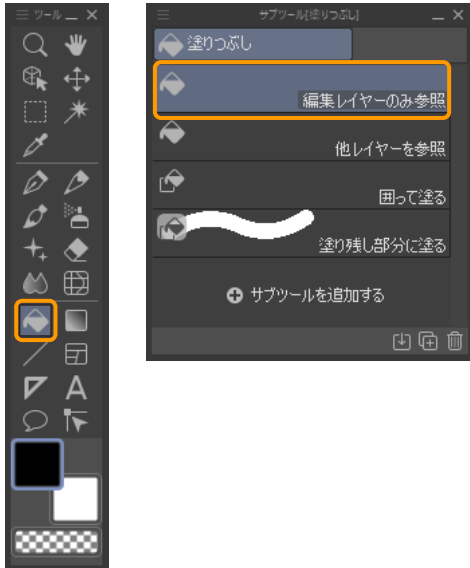 ツール
サブツール[塗りつぶし]
塗りつぶし
編集レイヤーのみ参照
他レイヤーを参照
囲って塗る
塗り残し部分に塗る
サブツールを追加する
A